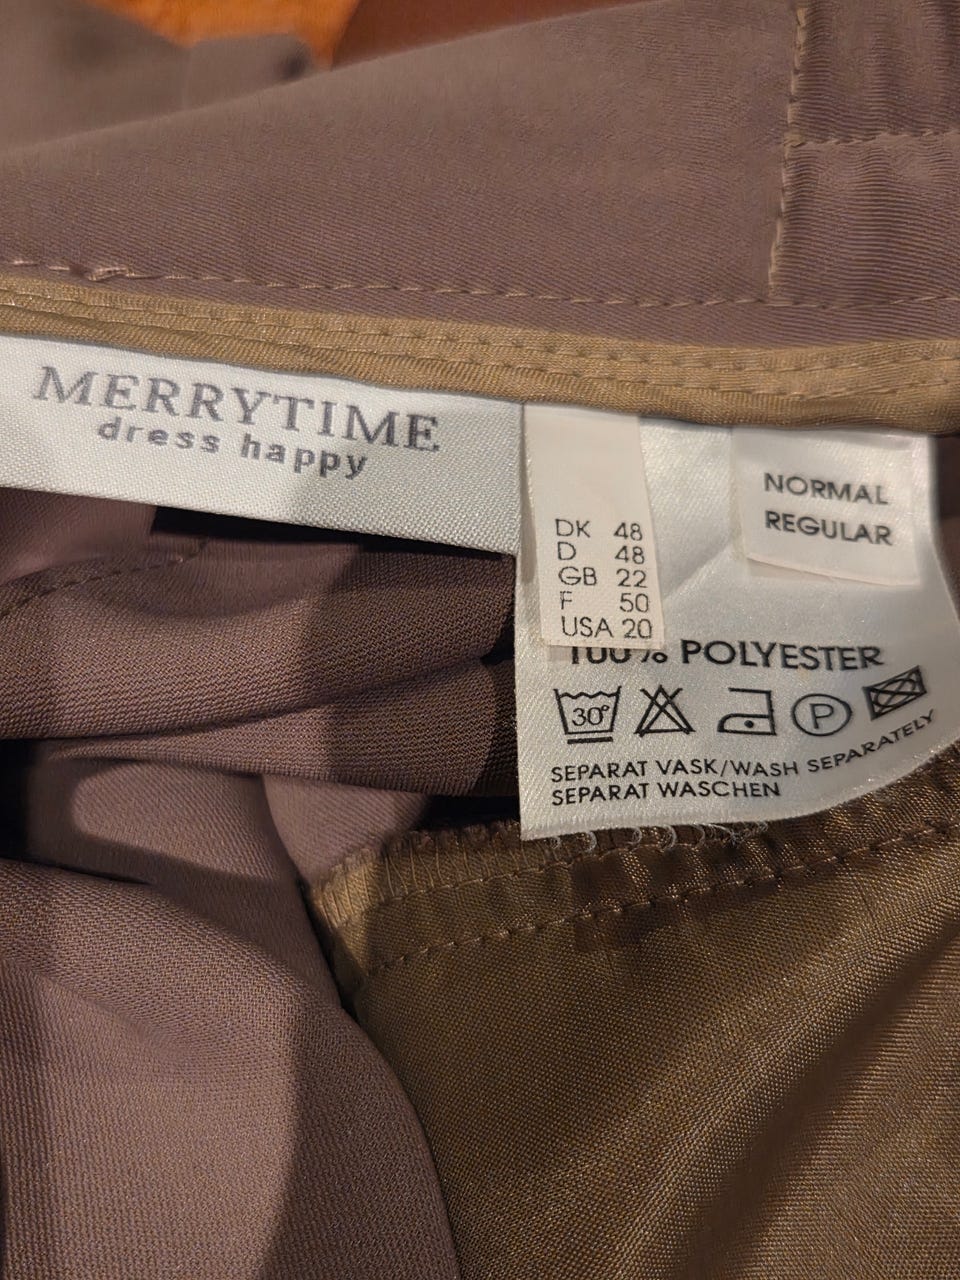 MERRYTIME
dress happy
DK 48
D 48
GB 22
F 50
USA 20
NORMAL
REGULAR
100% POLYESTER
30°
P
SEPARAT VASK/WASH SEPARATELY
SEPARAT WASCHEN